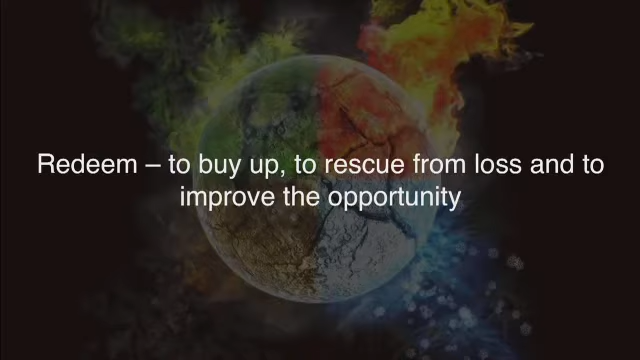 Redeem – to buy up, to rescue from loss and to
improve the opportunity